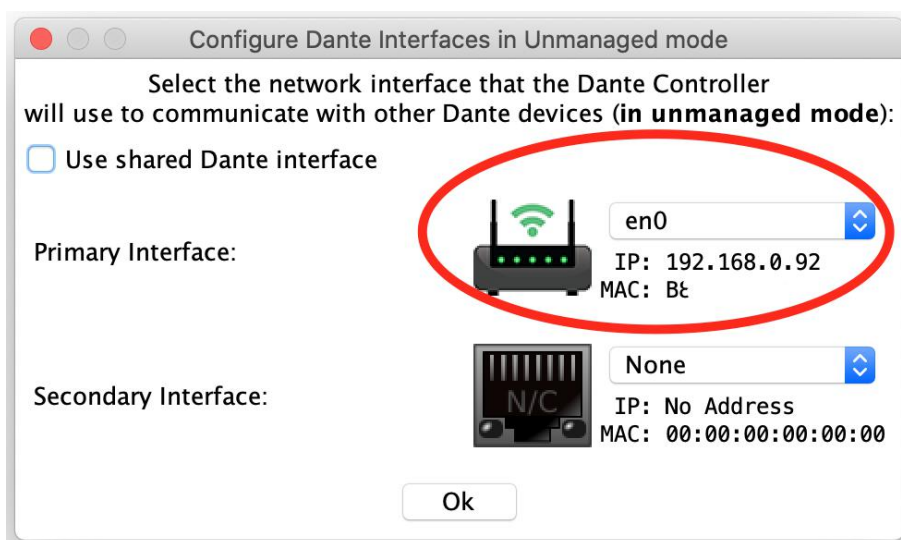 Configure Dante Interfaces in Unmanaged mode
Select the network interface that the Dante Controller
will use to communicate with other Dante devices (in unmanaged mode):
Use shared Dante interface
Primary Interface:
en0
IP: 192.168.0.92
MAC:
Secondary Interface:
N/C
None
IP: No Address
MAC: 00:00:00:00:00:00
Ok